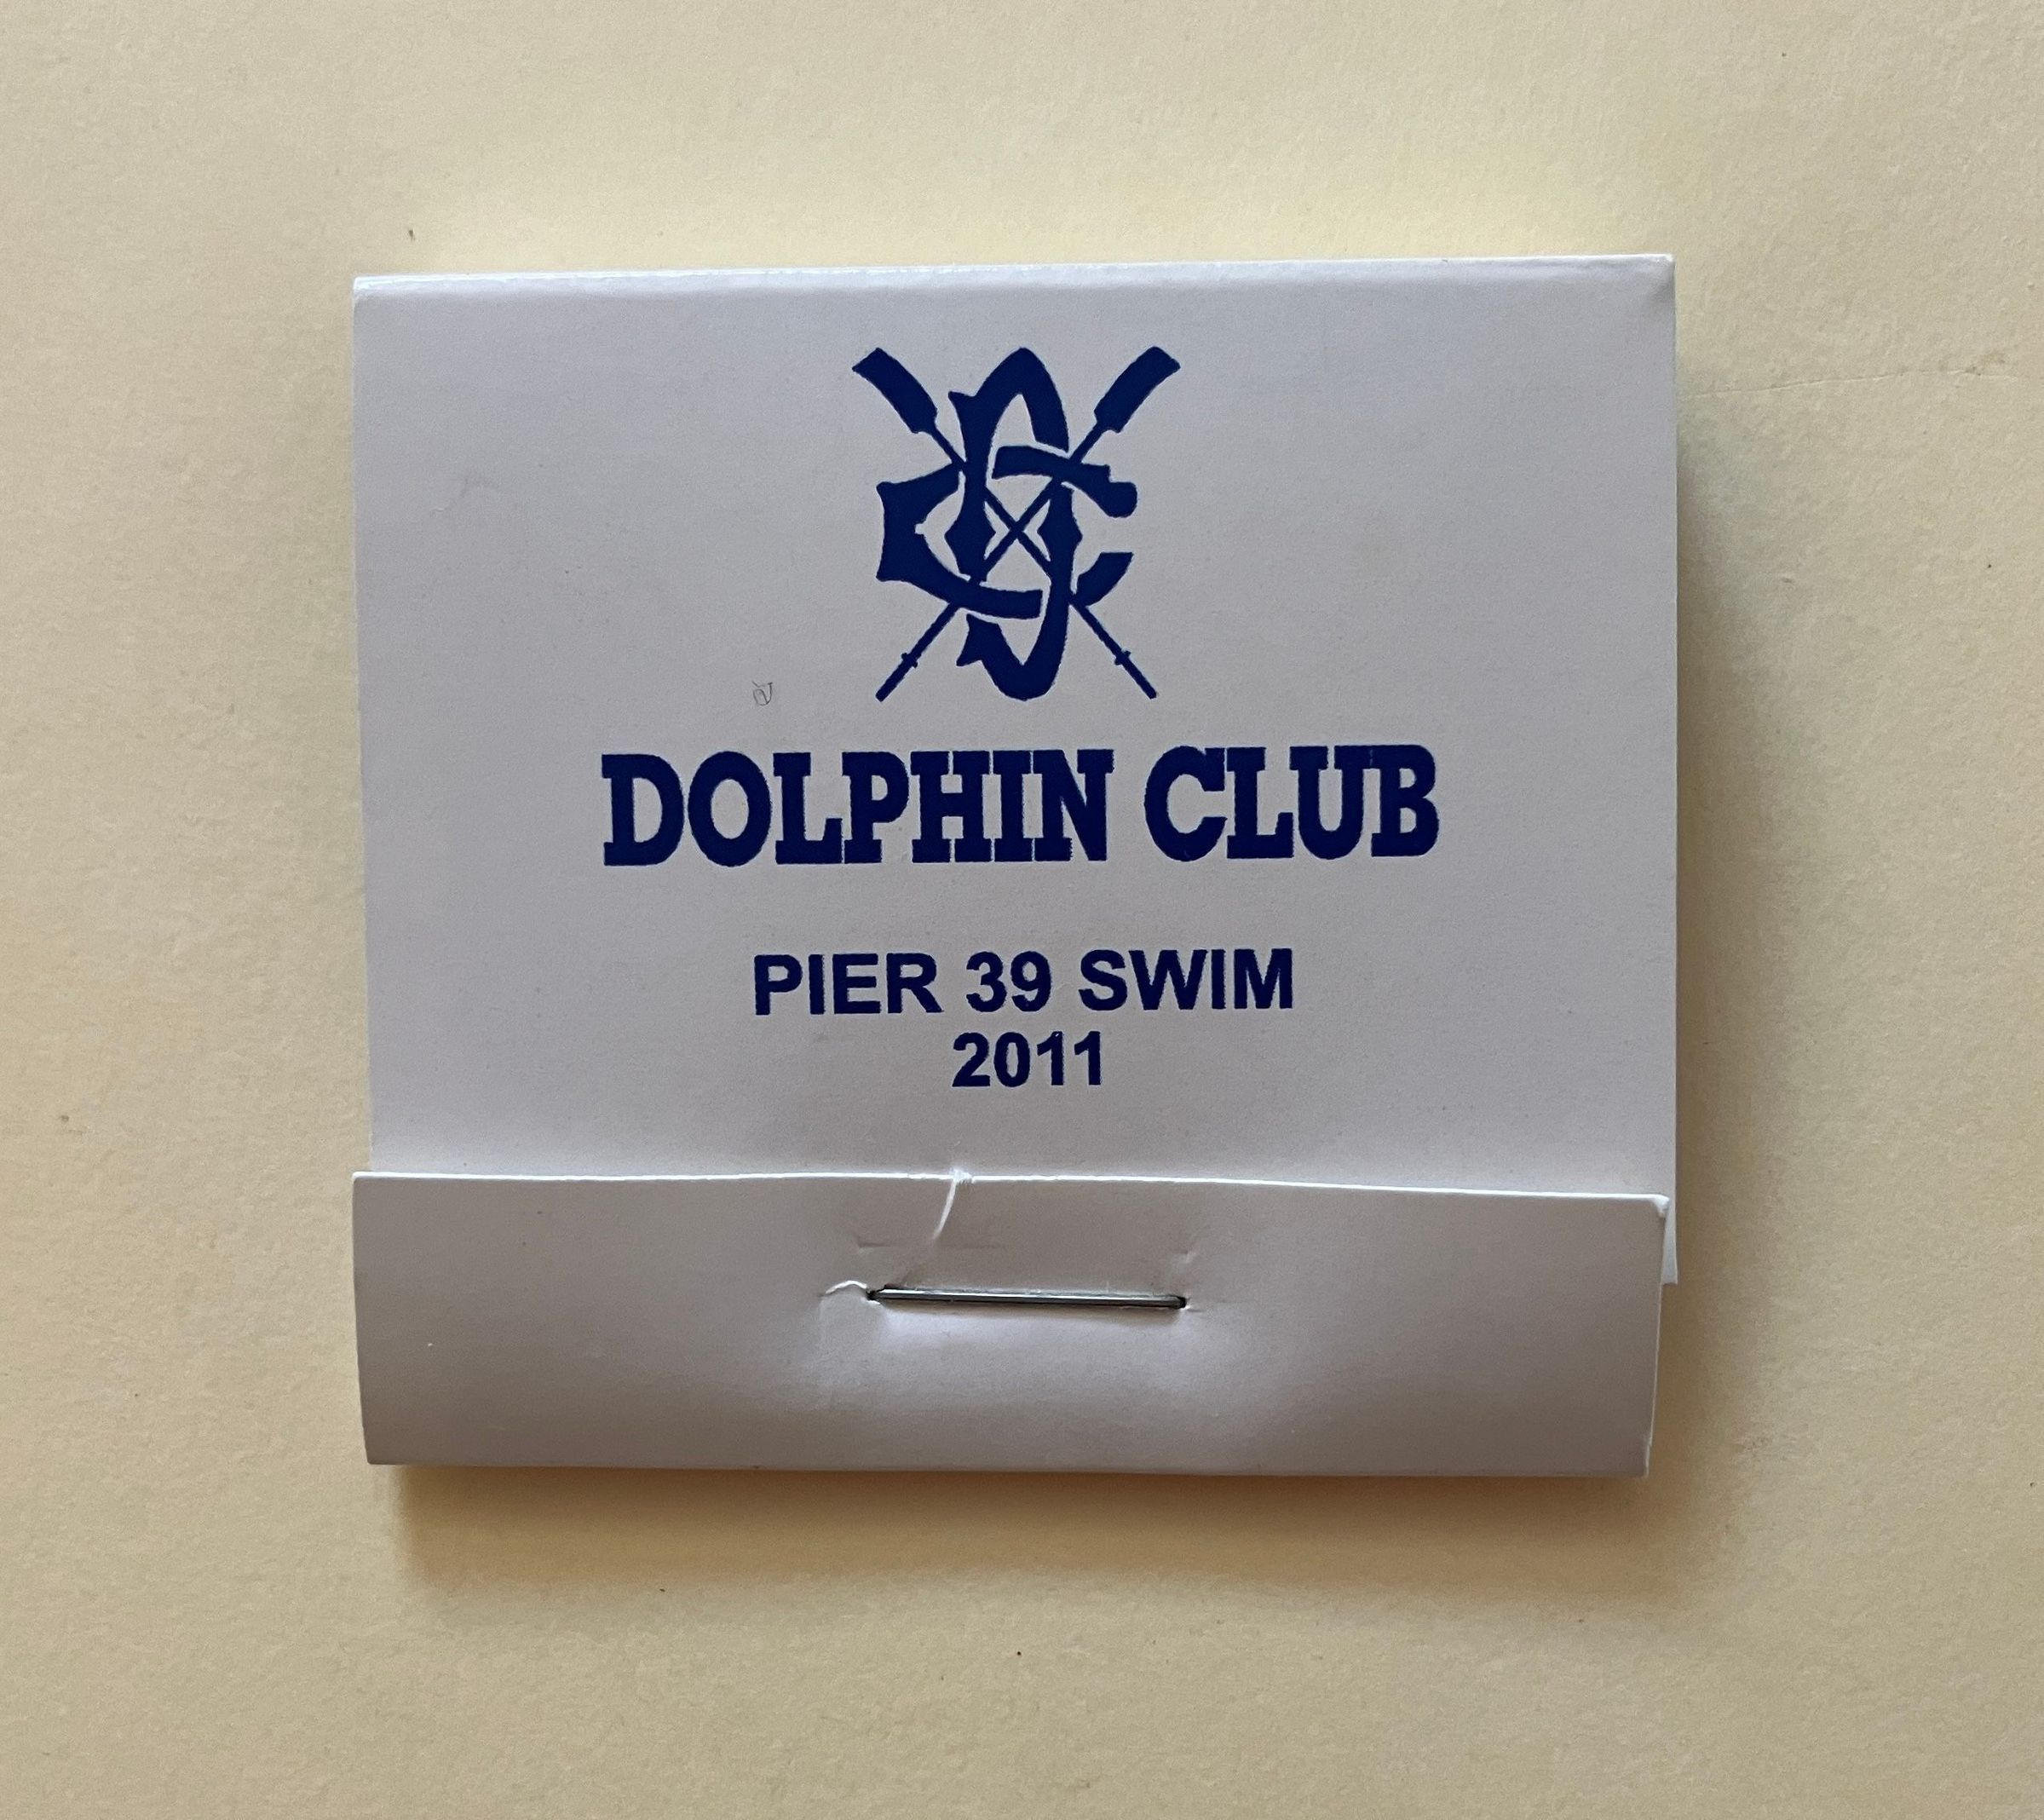 DOLPHIN CLUB
PIER 39 SWIM
2011